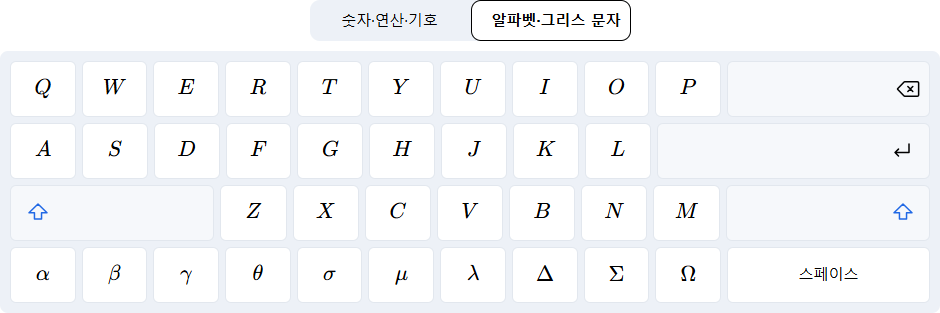 숫자·연산·기호 알파벳·그리스 문자
Q W E R T Y U I O P
A S D F G H J K L
Z X C V B N M
α β γ θ σ μ λ Δ Σ Ω 스페이스